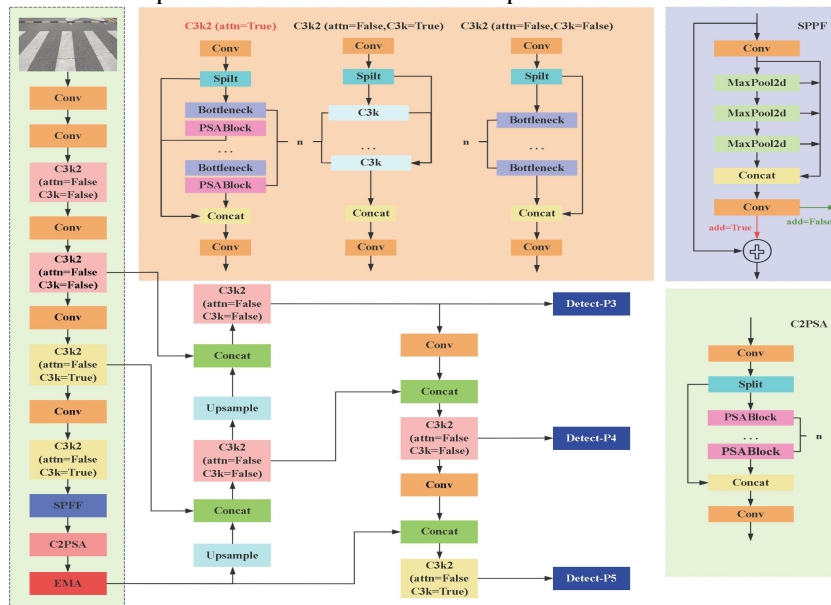 Conv
Conv
C3k2
(attn=False
C3k=False)
Conv
C3k2
(attn=False
C3k=False)
Conv
C3k2
(attn=False
C3k=True)
Conv
C3k2
(attn=False
C3k=True)
SPFF
C2PSA
EMA
C3k2 (attn=True)
Conv
Spilt
Bottleneck
PSABlock
...
Bottleneck
PSABlock
Concat
Conv
n
C3k2 (attn=False,C3k=True)
Conv
Spilt
C3k
...
C3k
Concat
Conv
C3k2 (attn=False,C3k=False)
Conv
Spilt
Bottleneck
n
...
Bottleneck
Concat
Conv
SPPF
Conv
MaxPool2d
MaxPool2d
MaxPool2d
Concat
Conv
add=True
add=False
C3k2
(attn=False
C3k=False)
Concat
Upsample
C3k2
(attn=False
C3k=False)
Concat
Upsample
Conv
Concat
C3k2
(attn=False
C3k=False)
Conv
Concat
C3k2
(attn=False
C3k=True)
Detect-P3
Detect-P4
Detect-P5
C2PSA
Conv
Split
PSABlock
...
n
PSABlock
Concat
Conv